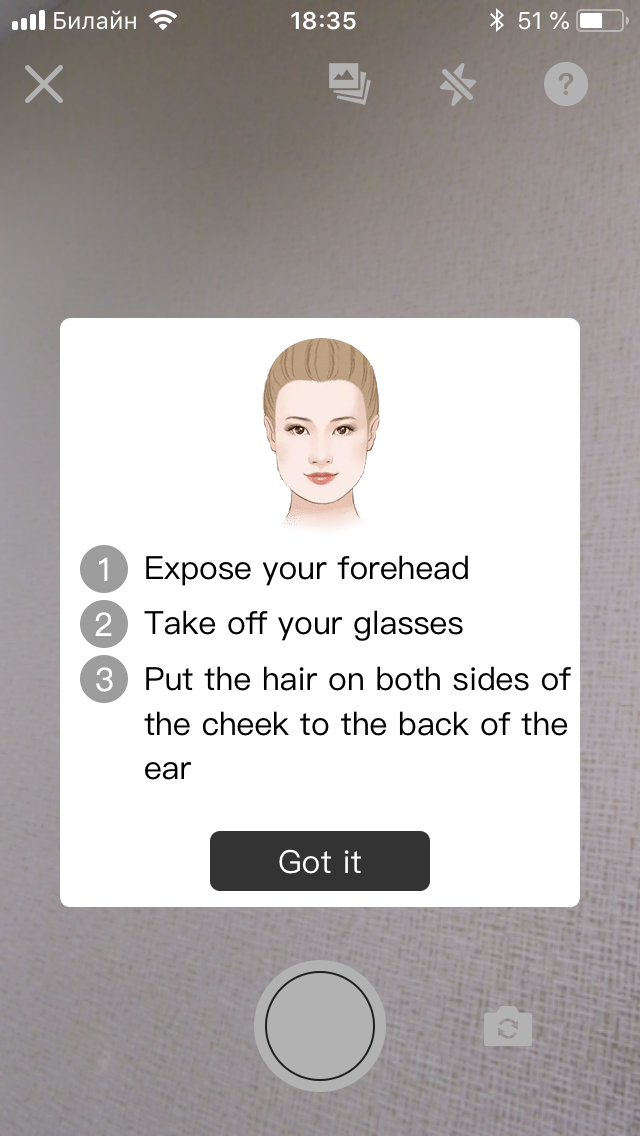 Билайн 18:35 51 %
?
1 Expose your forehead
2 Take off your glasses
3 Put the hair on both sides of
the cheek to the back of the
ear
Got it